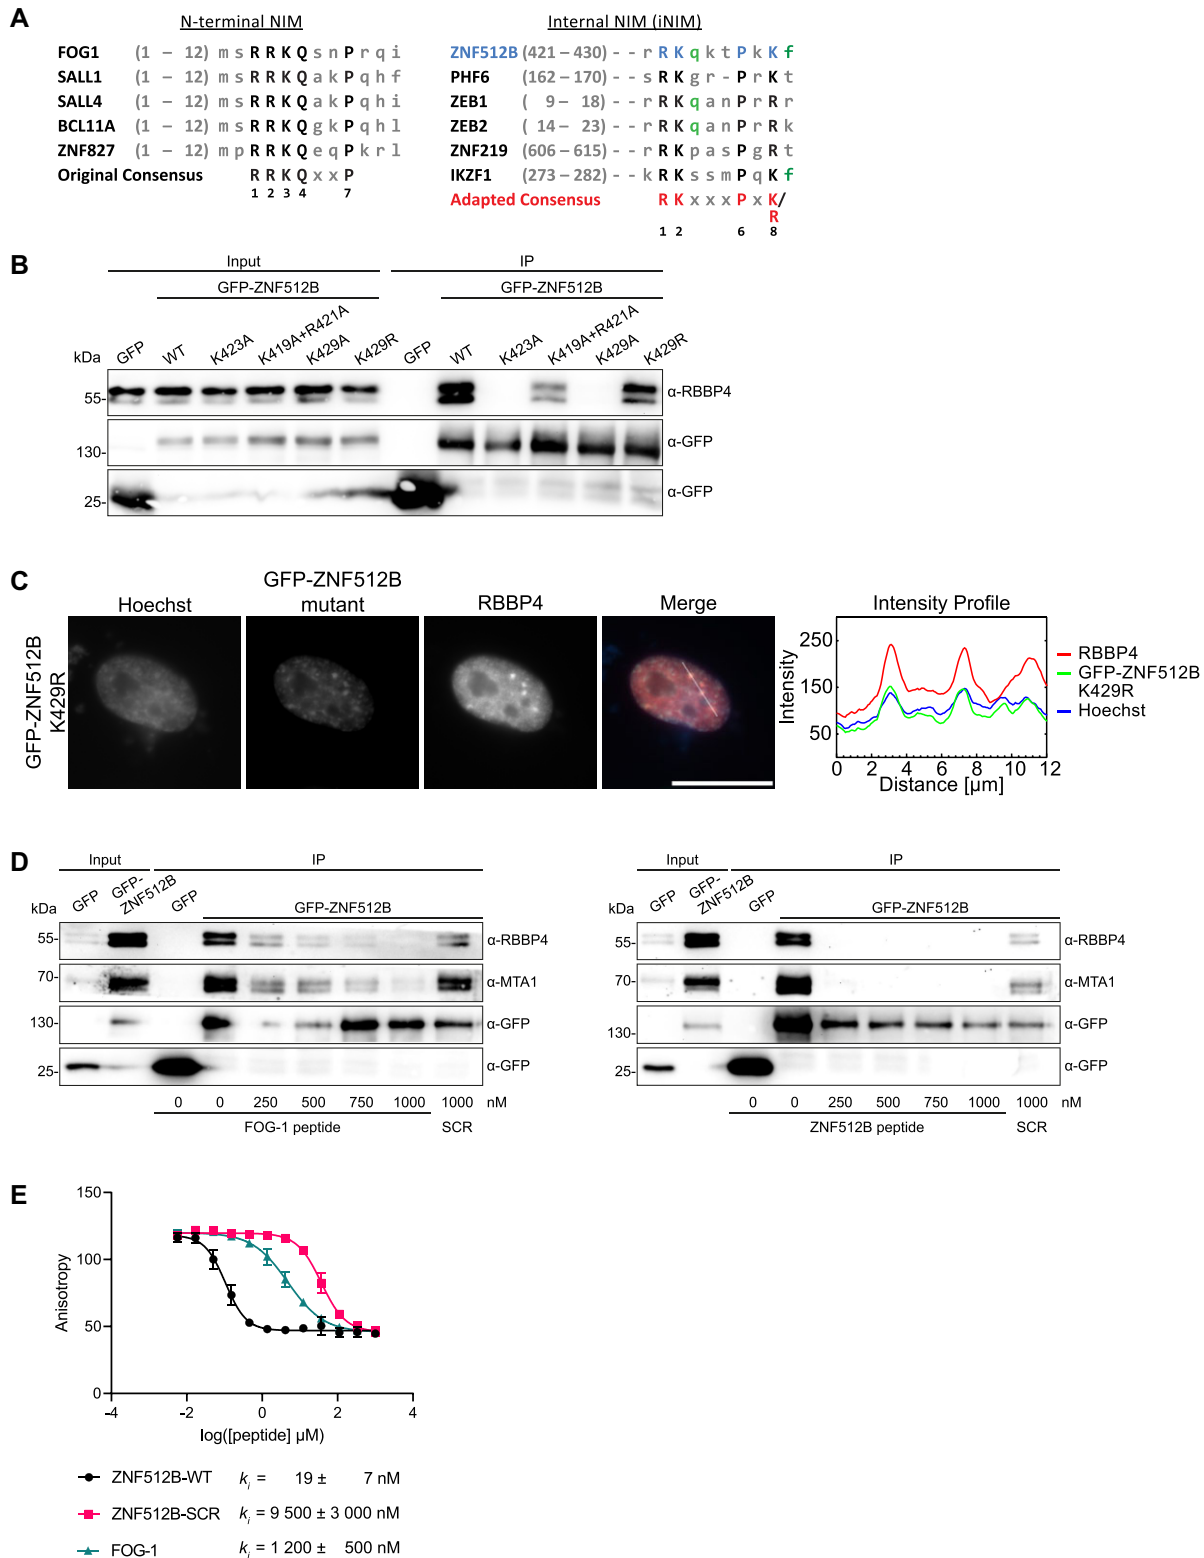 A
N-terminal NIM
FOG1 (1 – 12) m s R R K Q s n P r q i
SALL1 (1 – 12) m s R R K Q a k P q h f
SALL4 (1 – 12) m s R R K Q a k P q h i
BCL11A (1 – 12) m s R R K Q g k P q h l
ZNF827 (1 – 12) m p R R K Q e q P k r l
Original Consensus R R K Q x x P
1 2 3 4 7
Internal NIM (iNIM)
ZNF512B (421 – 430) - - r R K q k t P k K f
PHF6 (162 – 170) - - s R K g r - P r K t
ZEB1 ( 9 – 18) - - r R K q a n P r R r
ZEB2 ( 14 – 23) - - r R K q a n P r R k
ZNF219 (606 – 615) - - r R K p a s P g R t
IKZF1 (273 – 282) - - k R K s s m P q K f
Adapted Consensus R K x x x P x K/
R
1 2 6 8
B
Input IP
GFP-ZNF512B GFP-ZNF512B
kDa GFP WT K423A K419A+R421A K429A K429R GFP WT K423A K419A+R421A K429A K429R
55- α-RBBP4
130- α-GFP
25- α-GFP
C
Hoechst GFP-ZNF512B mutant RBBP4 Merge Intensity Profile
GFP-ZNF512B K429R
Intensity
250
150
50
0 2 4 6 8 10 12
Distance [µm]
RBBP4
GFP-ZNF512B
K429R
Hoechst
D
Input IP
kDa GFP GFP-ZNF512B GFP GFP-ZNF512B
55- α-RBBP4
70- α-MTA1
130- α-GFP
25- α-GFP
0 0 250 500 750 1000 1000 nM
FOG-1 peptide SCR
Input IP
kDa GFP GFP-ZNF512B GFP GFP-ZNF512B
55- α-RBBP4
70- α-MTA1
130- α-GFP
25- α-GFP
0 0 250 500 750 1000 1000 nM
ZNF512B peptide SCR
E
Anisotropy
150
100
50
0
−4 −2 0 2 4
log([peptide] µM)
ZNF512B-WT ki = 19 ± 7 nM
ZNF512B-SCR ki = 9 500 ± 3 000 nM
FOG-1 ki = 1 200 ± 500 nM